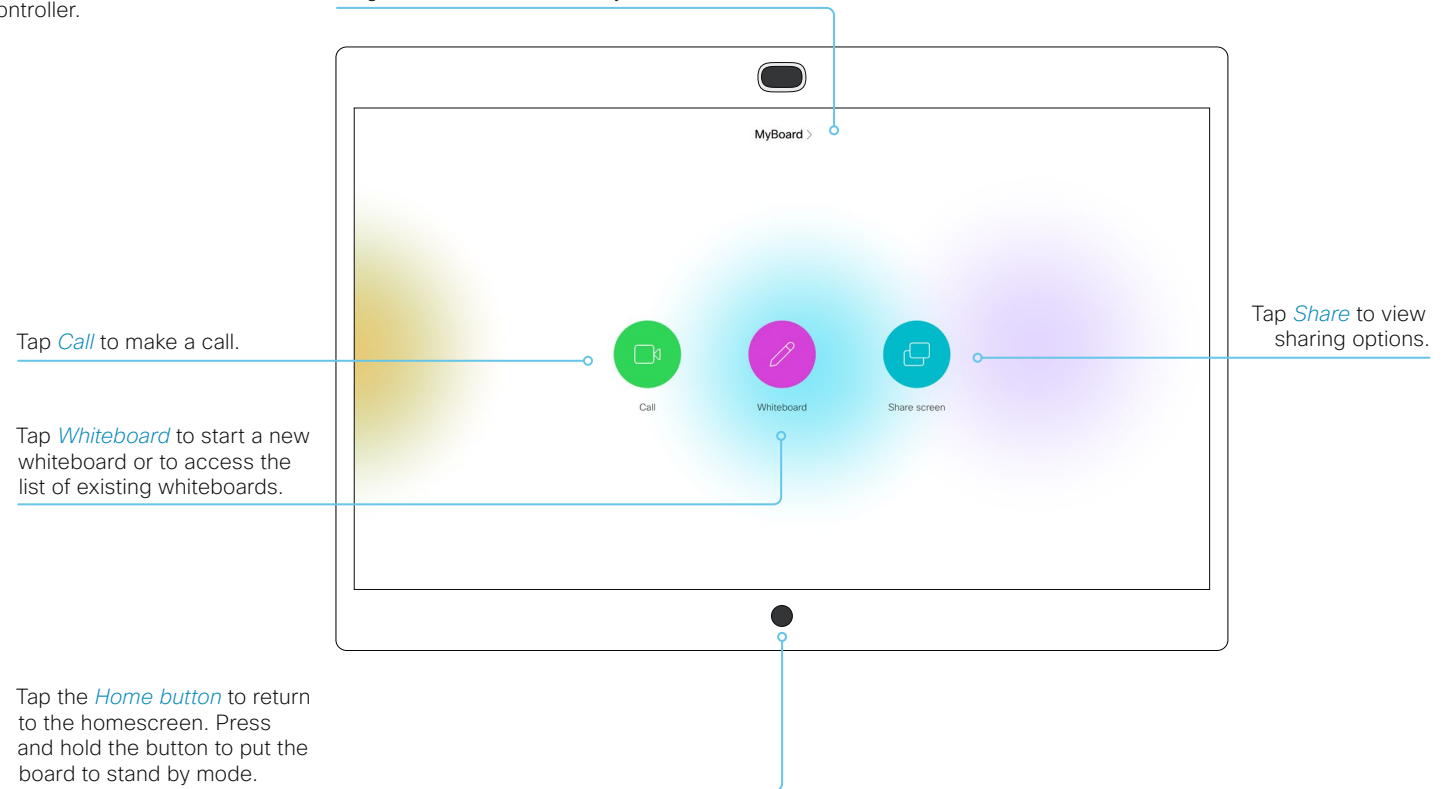 ontroller.
MyBoard >
Tap Share to view
sharing options.
Tap Call to make a call.
Call
Whiteboard
Share screen
Tap Whiteboard to start a new
whiteboard or to access the
list of existing whiteboards.
Tap the Home button to return
to the homescreen. Press
and hold the button to put the
board to stand by mode.